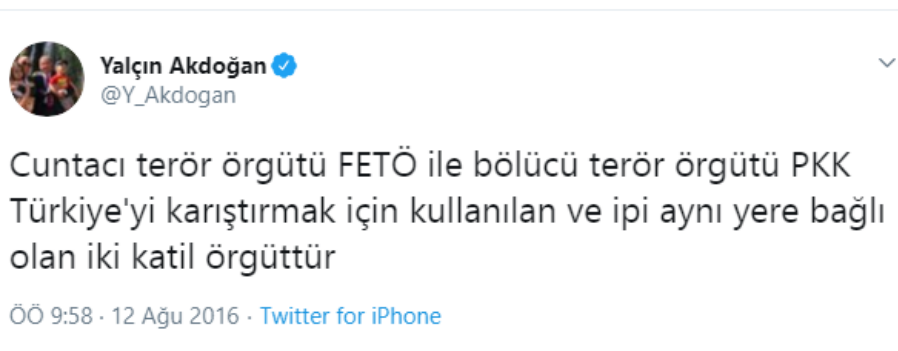 Yalçın Akdoğan
@Y_Akdogan
Cuntacı terör örgütü FETÖ ile bölücü terör örgütü PKK
Türkiye'yi karıştırmak için kullanılan ve ipi aynı yere bağlı
olan iki katil örgüttür
ÖÖ 9:58 · 12 Ağu 2016 · Twitter for iPhone